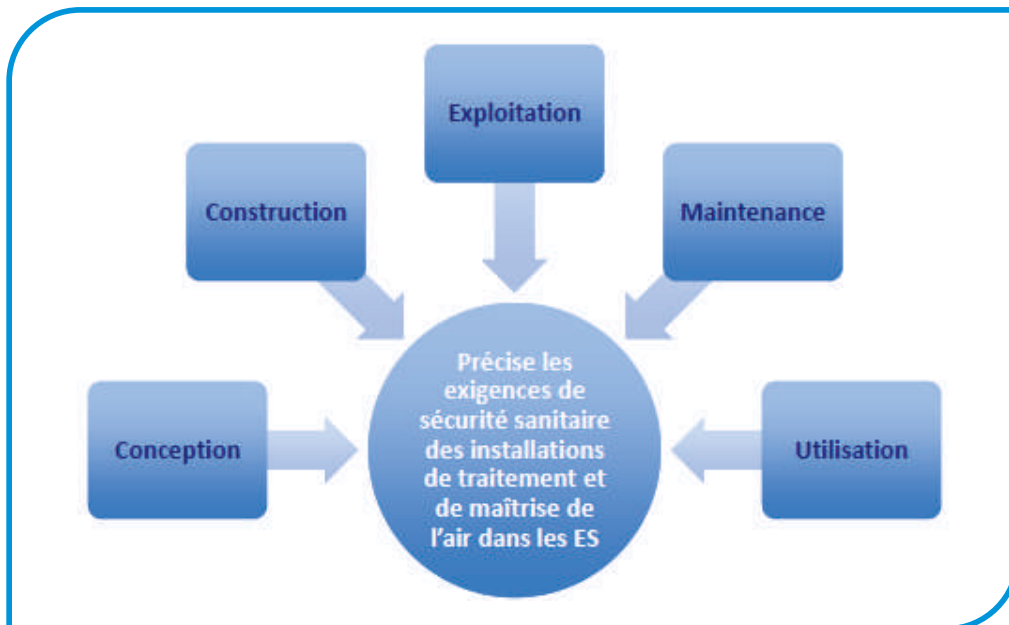 Exploitation
Construction
Maintenance
Conception
Précise les
exigences de
sécurité sanitaire
des installations
de traitement et
de maîtrise de
l'air dans les ES
Utilisation